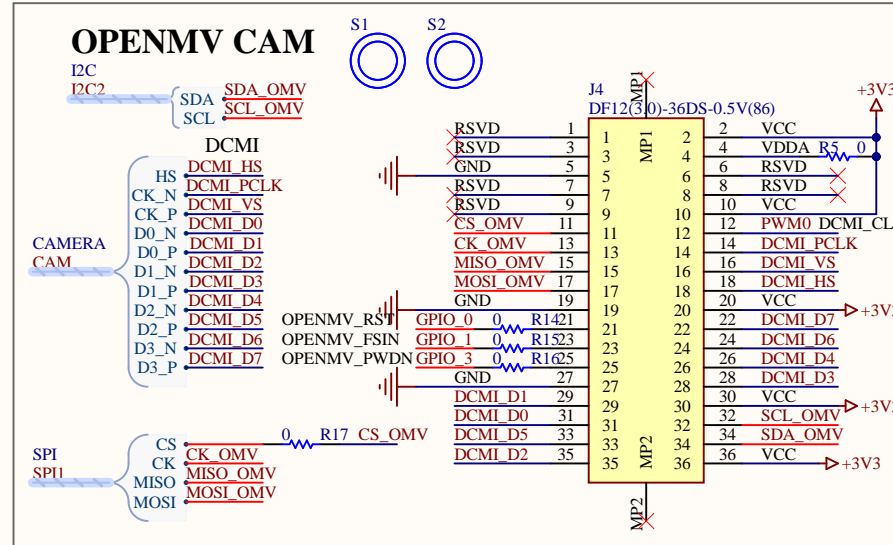 OPENMV CAM
S1 S2
I2C
I2C2
SDA SDA_OMV
SCL SCL_OMV
DCMI
HS DCMI_HS
CK_N DCMI_PCLK
CK_P DCMI_VS
D0_N DCMI_D0
D0_P DCMI_D1
D1_N DCMI_D2
D1_P DCMI_D3
D2_N DCMI_D4
D2_P DCMI_D5
D3_N DCMI_D6
D3_P DCMI_D7
CAMERA
CAM
SPI
SPI1
CS 0 R17 CS_OMV
CK CK_OMV
MISO MISO_OMV
MOSI MOSI_OMV
J4
DF12(3.0)-36DS-0.5V(86)
MP1 MP1
+3V3
RSVD 1 1 2 2 VCC
RSVD 3 3 4 4 VDDA R5 0
GND 5 5 6 6 RSVD
RSVD 7 7 8 8 RSVD
RSVD 9 9 10 10 VCC
CS_OMV 11 11 12 12 PWM0 DCMI_CL
CK_OMV 13 13 14 14 DCMI_PCLK
MISO_OMV 15 15 16 16 DCMI_VS
MOSI_OMV 17 17 18 18 DCMI_HS
GND 19 19 20 20 VCC
OPENMV_RST GPIO_0 0 R14 21 21 22 22 DCMI_D7
OPENMV_FSIN GPIO_1 0 R15 23 23 24 24 DCMI_D6
OPENMV_PWDN GPIO_3 0 R16 25 25 26 26 DCMI_D4
GND 27 27 28 28 DCMI_D3
DCMI_D1 29 29 30 30 VCC
DCMI_D0 31 31 32 32 SCL_OMV
DCMI_D5 33 33 34 34 SDA_OMV
DCMI_D2 35 35 36 36 VCC +3V3
MP2 MP2